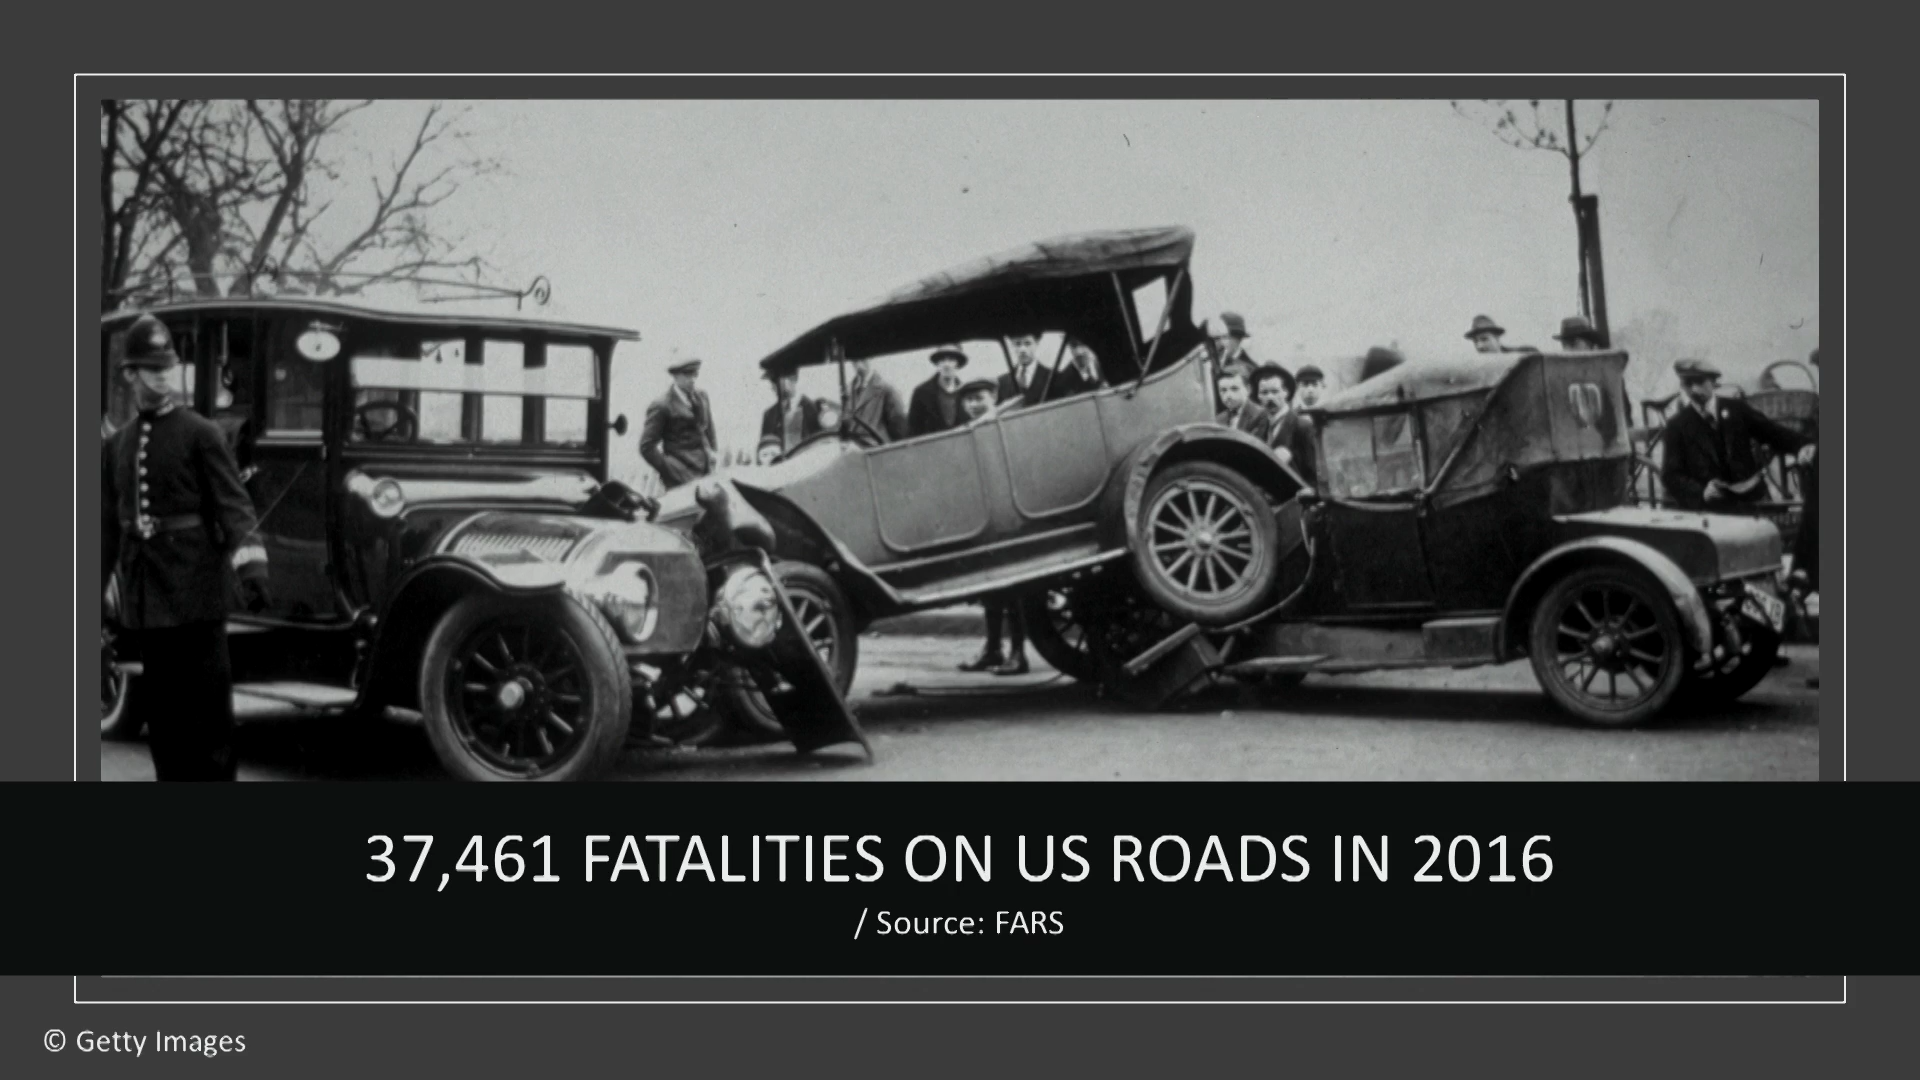 37,461 FATALITIES ON US ROADS IN 2016
/ Source: FARS
© Getty Images